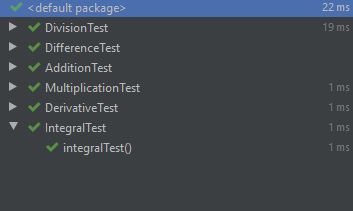 <default package> 22 ms
DivisionTest 19 ms
DifferenceTest
AdditionTest
MultiplicationTest 1 ms
DerivativeTest 1 ms
IntegralTest 1 ms
integralTest() 1 ms